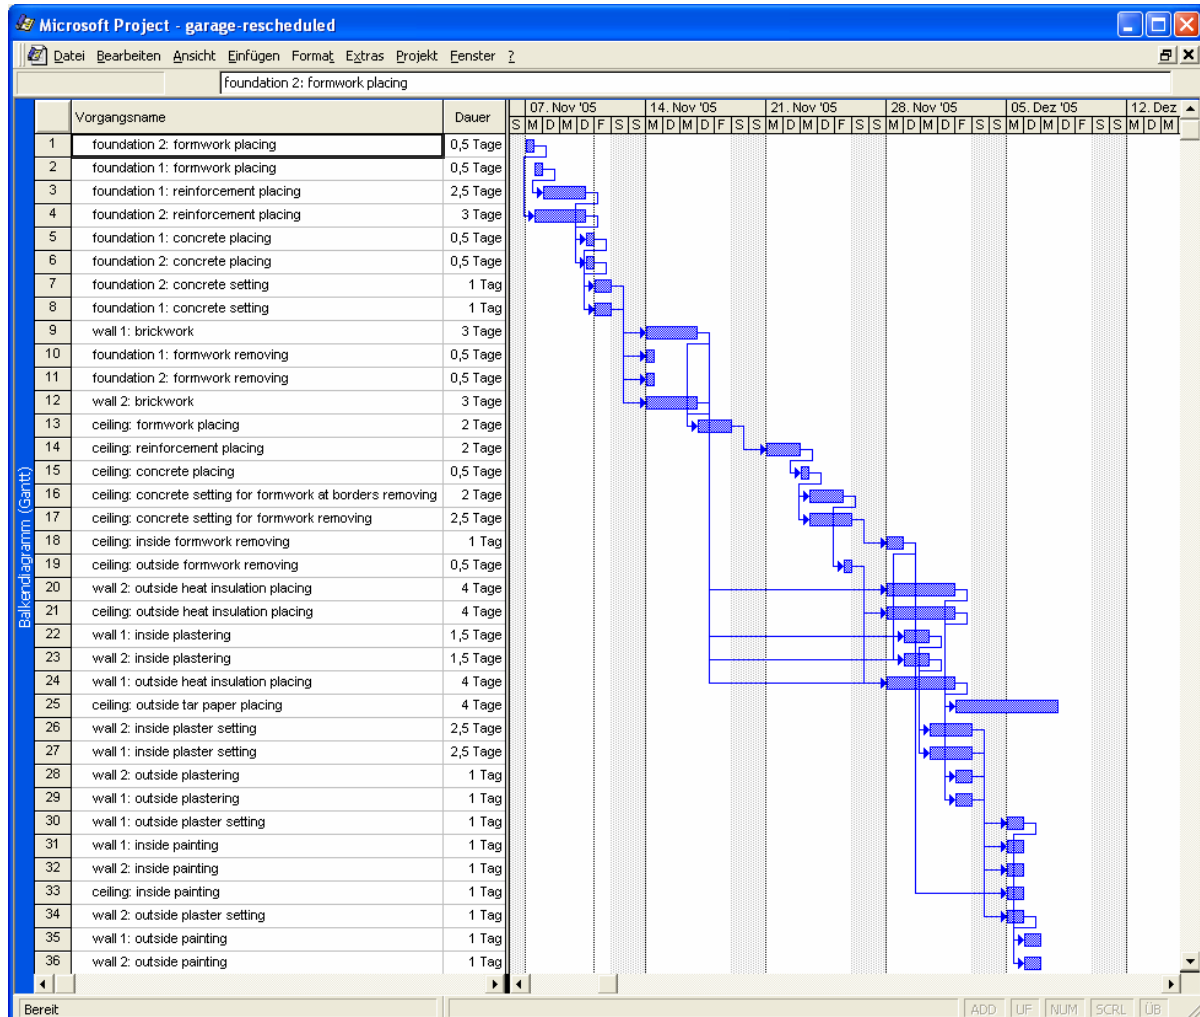 Microsoft Project - garage-rescheduled
Datei Bearbeiten Ansicht Einfügen Format Extras Projekt Fenster ?
foundation 2: formwork placing
Vorgangsname Dauer 07. Nov '05 14. Nov '05 21. Nov '05 28. Nov '05 05. Dez '05 12. Dez
S M D M D F S S M D M D F S S M D M D F S S M D M D F S S M D M D F S S M D M
1 foundation 2: formwork placing 0,5 Tage
2 foundation 1: formwork placing 0,5 Tage
3 foundation 1: reinforcement placing 2,5 Tage
4 foundation 2: reinforcement placing 3 Tage
5 foundation 1: concrete placing 0,5 Tage
6 foundation 2: concrete placing 0,5 Tage
7 foundation 2: concrete setting 1 Tag
8 foundation 1: concrete setting 1 Tag
9 wall 1: brickwork 3 Tage
10 foundation 1: formwork removing 0,5 Tage
11 foundation 2: formwork removing 0,5 Tage
12 wall 2: brickwork 3 Tage
13 ceiling: formwork placing 2 Tage
14 ceiling: reinforcement placing 2 Tage
15 ceiling: concrete placing 0,5 Tage
16 ceiling: concrete setting for formwork at borders removing 2 Tage
17 ceiling: concrete setting for formwork removing 2,5 Tage
18 ceiling: inside formwork removing 1 Tag
19 ceiling: outside formwork removing 0,5 Tage
20 wall 2: outside heat insulation placing 4 Tage
21 ceiling: outside heat insulation placing 4 Tage
22 wall 1: inside plastering 1,5 Tage
23 wall 2: inside plastering 1,5 Tage
24 wall 1: outside heat insulation placing 4 Tage
25 ceiling: outside tar paper placing 4 Tage
26 wall 2: inside plaster setting 2,5 Tage
27 wall 1: inside plaster setting 2,5 Tage
28 wall 2: outside plastering 1 Tag
29 wall 1: outside plastering 1 Tag
30 wall 1: outside plaster setting 1 Tag
31 wall 1: inside painting 1 Tag
32 wall 2: inside painting 1 Tag
33 ceiling: inside painting 1 Tag
34 wall 2: outside plaster setting 1 Tag
35 wall 1: outside painting 1 Tag
36 wall 2: outside painting 1 Tag
Balkendiagramm (Gantt)
Bereit ADD UF NUM SCRL ÜB